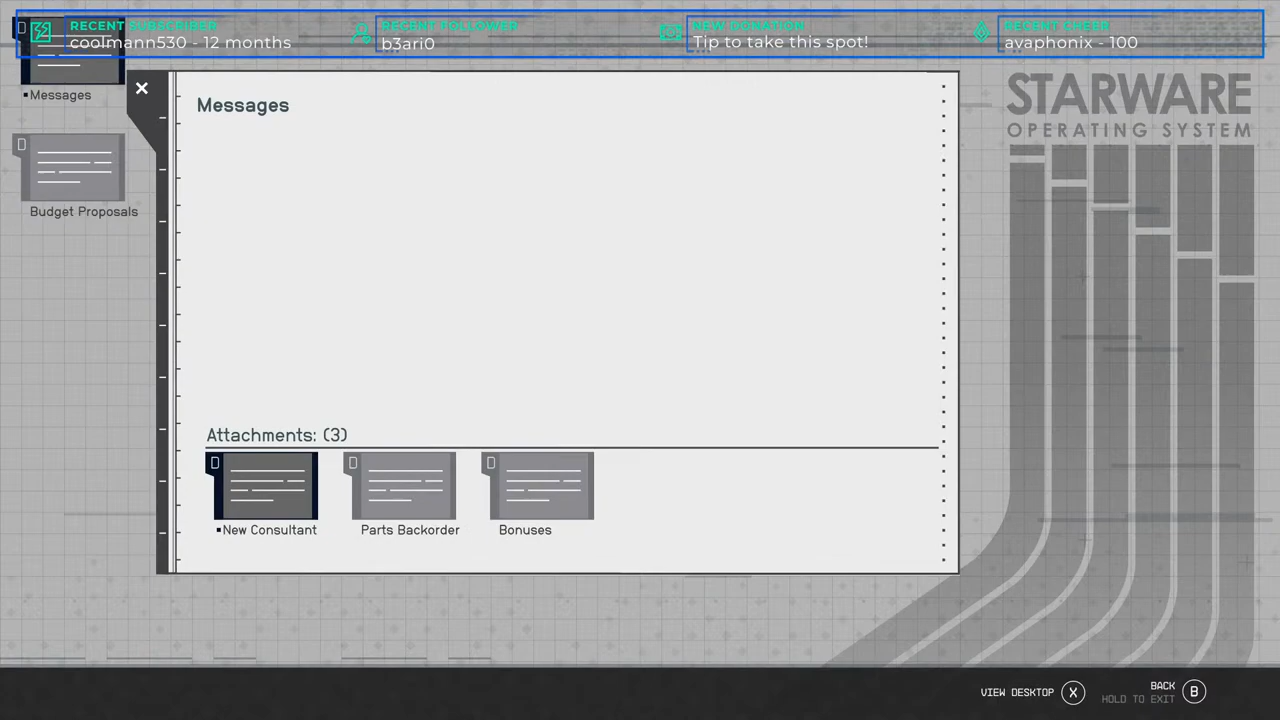 RECENT SUBSCRIBER
coolmann530 - 12 months
RECENT FOLLOWER
b3ari0
NEW DONATION
Tip to take this spot!
RECENT CHEER
avaphonix - 100
Messages
Budget Proposals
Messages
Attachments: (3)
New Consultant
Parts Backorder
Bonuses
STARWARE
OPERATING SYSTEM
VIEW DESKTOP X
BACK B
HOLD TO EXIT